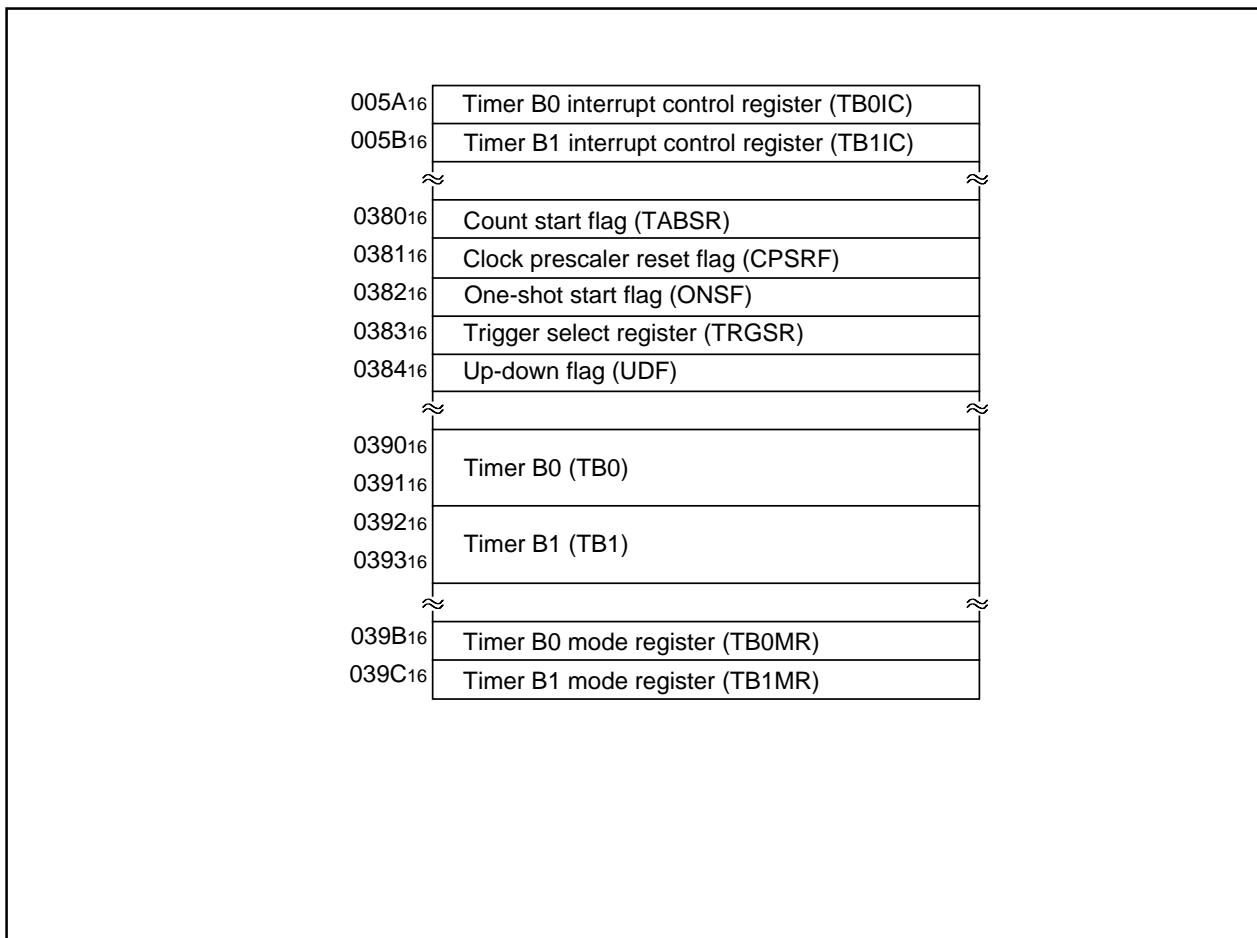 005A16 Timer B0 interrupt control register (TB0IC)
005B16 Timer B1 interrupt control register (TB1IC)
038016 Count start flag (TABSR)
038116 Clock prescaler reset flag (CPSRF)
038216 One-shot start flag (ONSF)
038316 Trigger select register (TRGSR)
038416 Up-down flag (UDF)
039016
Timer B0 (TB0)
039116
039216
Timer B1 (TB1)
039316
039B16 Timer B0 mode register (TB0MR)
039C16 Timer B1 mode register (TB1MR)